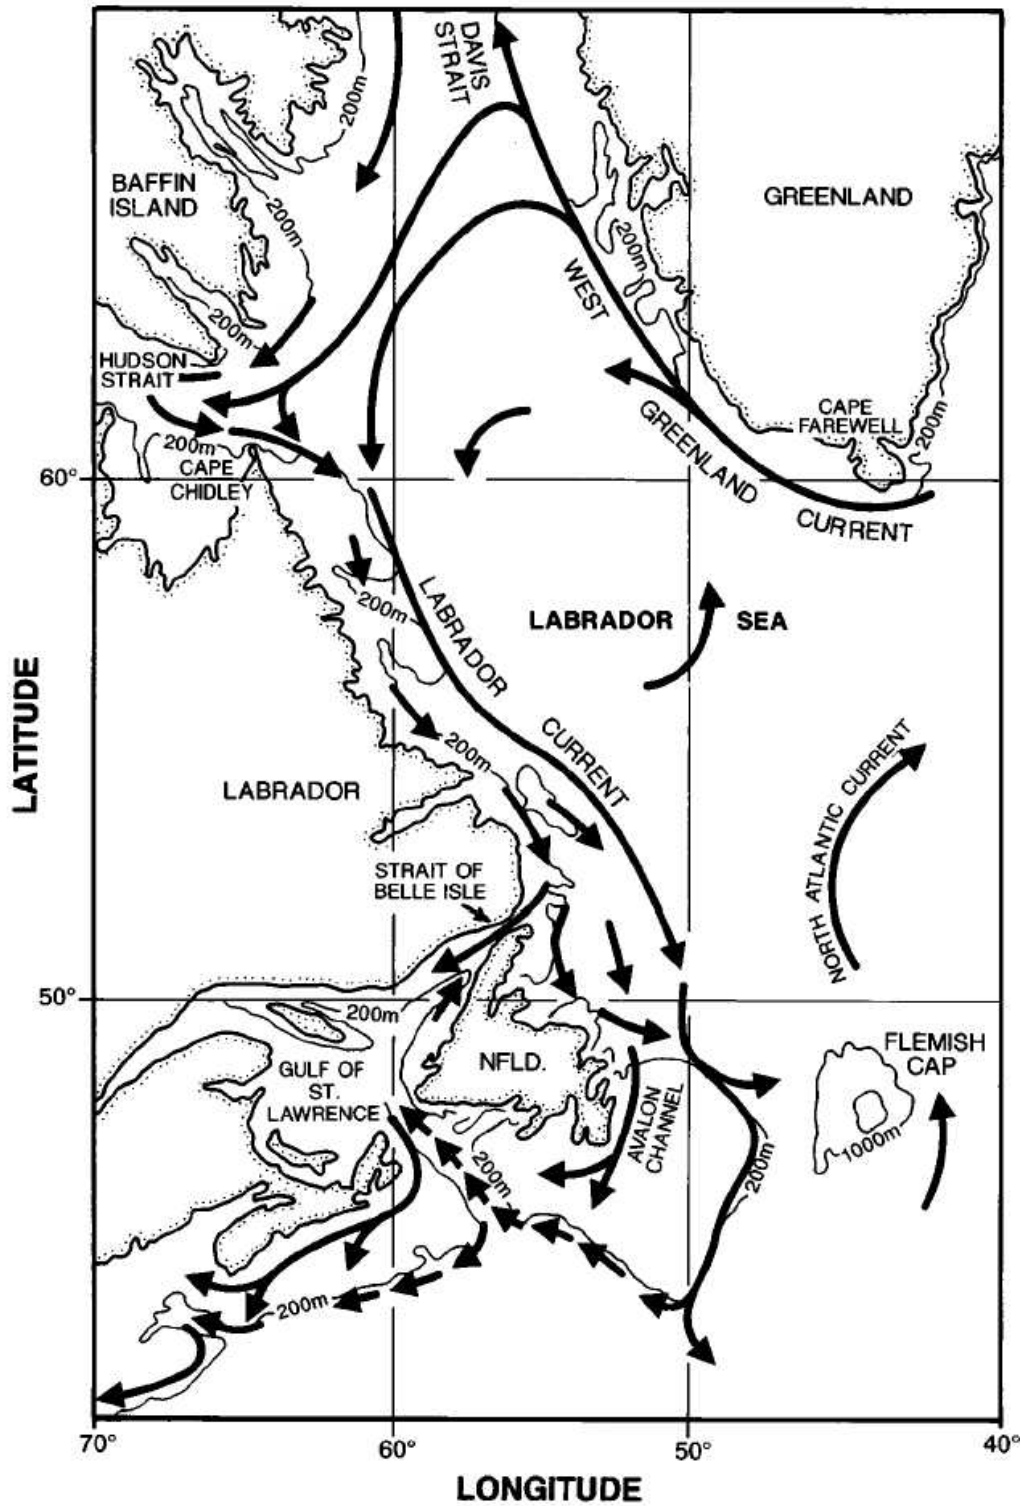 DAVIS
STRAIT
200m
BAFFIN
ISLAND
GREENLAND
200m
200m
WEST
200m
HUDSON
STRAIT
GREENLAND
CURRENT
CAPE
FAREWELL
200m
200m
CAPE
CHIDLEY
60°
200m
LABRADOR
CURRENT
LABRADOR SEA
LATITUDE
200m
LABRADOR
NORTH ATLANTIC CURRENT
STRAIT OF
BELLE ISLE
50°
200m
FLEMISH
CAP
NFLD.
GULF OF
ST.
LAWRENCE
AVALON
CHANNEL
1000m
200m
200m
200m
70°
60°
50°
40°
LONGITUDE